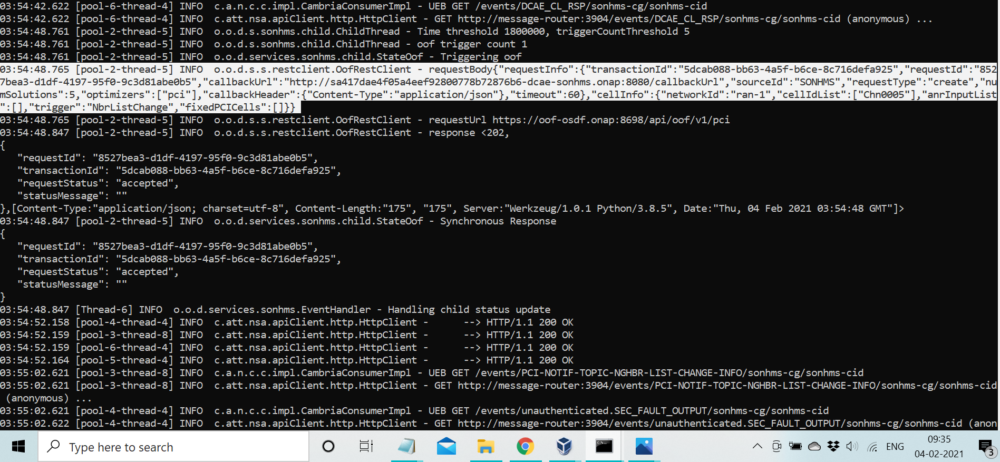 03:54:42.622 [pool-6-thread-4] INFO  c.a.n.c.c.impl.CambriaConsumerImpl - UEB GET /events/DCAE_CL_RSP/sonhms-cg/sonhms-cid
03:54:42.622 [pool-6-thread-4] INFO  c.att.nsa.apiClient.http.HttpClient - GET http://message-router:3904/events/DCAE_CL_RSP/sonhms-cg/sonhms-cid (anonymous) ...
03:54:48.761 [pool-2-thread-5] INFO  o.o.d.s.sonhms.child.ChildThread - Time threshold 1800000, triggerCountThreshold 5
03:54:48.761 [pool-2-thread-5] INFO  o.o.d.s.sonhms.child.ChildThread - oof trigger count 1
03:54:48.761 [pool-2-thread-5] INFO  o.o.d.services.sonhms.child.StateOof - Triggering oof
03:54:48.765 [pool-2-thread-5] INFO  o.o.d.s.s.restclient.OofRestClient - requestBody{"requestInfo":{"transactionId":"5dcab088-bb63-4a5f-b6ce-8c716defa925","requestId":"852
7bea3-d1df-4197-95f0-9c3d81abe0b5","callbackUrl":"http://sa417dae4f05a4eef92800778b72876b6-dcae-sonhms.onap:8080/callbackUrl","sourceId":"SONHMS","requestType":"create","nu
mSolutions":5,"optimizers":["pci"],"callbackHeader":{"Content-Type":"application/json"},"timeout":60},"cellInfo":{"networkId":"ran-1","cellIdList":["Chn0005"],"anrInputList
":[],"trigger":"NbrListChange","fixedPCICells":[]}}
03:54:48.765 [pool-2-thread-5] INFO  o.o.d.s.s.restclient.OofRestClient - requestUrl https://oof-osdf.onap:8698/api/oof/v1/pci
03:54:48.847 [pool-2-thread-5] INFO  o.o.d.s.s.restclient.OofRestClient - response <202,
{
   "requestId": "8527bea3-d1df-4197-95f0-9c3d81abe0b5",
   "transactionId": "5dcab088-bb63-4a5f-b6ce-8c716defa925",
   "requestStatus": "accepted",
   "statusMessage": ""
},[Content-Type:"application/json; charset=utf-8", Content-Length:"175", "175", Server:"Werkzeug/1.0.1 Python/3.8.5", Date:"Thu, 04 Feb 2021 03:54:48 GMT"]>
03:54:48.847 [pool-2-thread-5] INFO  o.o.d.services.sonhms.child.StateOof - Synchronous Response
{
   "requestId": "8527bea3-d1df-4197-95f0-9c3d81abe0b5",
   "transactionId": "5dcab088-bb63-4a5f-b6ce-8c716defa925",
   "requestStatus": "accepted",
   "statusMessage": ""
}
03:54:48.847 [Thread-6] INFO  o.o.d.services.sonhms.EventHandler - Handling child status update
03:54:52.158 [pool-4-thread-4] INFO  c.att.nsa.apiClient.http.HttpClient -      --> HTTP/1.1 200 OK
03:54:52.159 [pool-3-thread-8] INFO  c.att.nsa.apiClient.http.HttpClient -      --> HTTP/1.1 200 OK
03:54:52.159 [pool-6-thread-4] INFO  c.att.nsa.apiClient.http.HttpClient -      --> HTTP/1.1 200 OK
03:54:52.164 [pool-5-thread-4] INFO  c.att.nsa.apiClient.http.HttpClient -      --> HTTP/1.1 200 OK
03:55:02.621 [pool-3-thread-8] INFO  c.a.n.c.c.impl.CambriaConsumerImpl - UEB GET /events/PCI-NOTIF-TOPIC-NGHBR-LIST-CHANGE-INFO/sonhms-cg/sonhms-cid
03:55:02.621 [pool-3-thread-8] INFO  c.att.nsa.apiClient.http.HttpClient - GET http://message-router:3904/events/PCI-NOTIF-TOPIC-NGHBR-LIST-CHANGE-INFO/sonhms-cg/sonhms-cid
 (anonymous) ...
03:55:02.621 [pool-4-thread-4] INFO  c.a.n.c.c.impl.CambriaConsumerImpl - UEB GET /events/unauthenticated.SEC_FAULT_OUTPUT/sonhms-cg/sonhms-cid
03:55:02.622 [pool-4-thread-4] INFO  c.att.nsa.apiClient.http.HttpClient - GET http://message-router:3904/events/unauthenticated.SEC_FAULT_OUTPUT/sonhms-cg/sonhms-cid (anon
Type here to search
ENG
09:35
04-02-2021
3